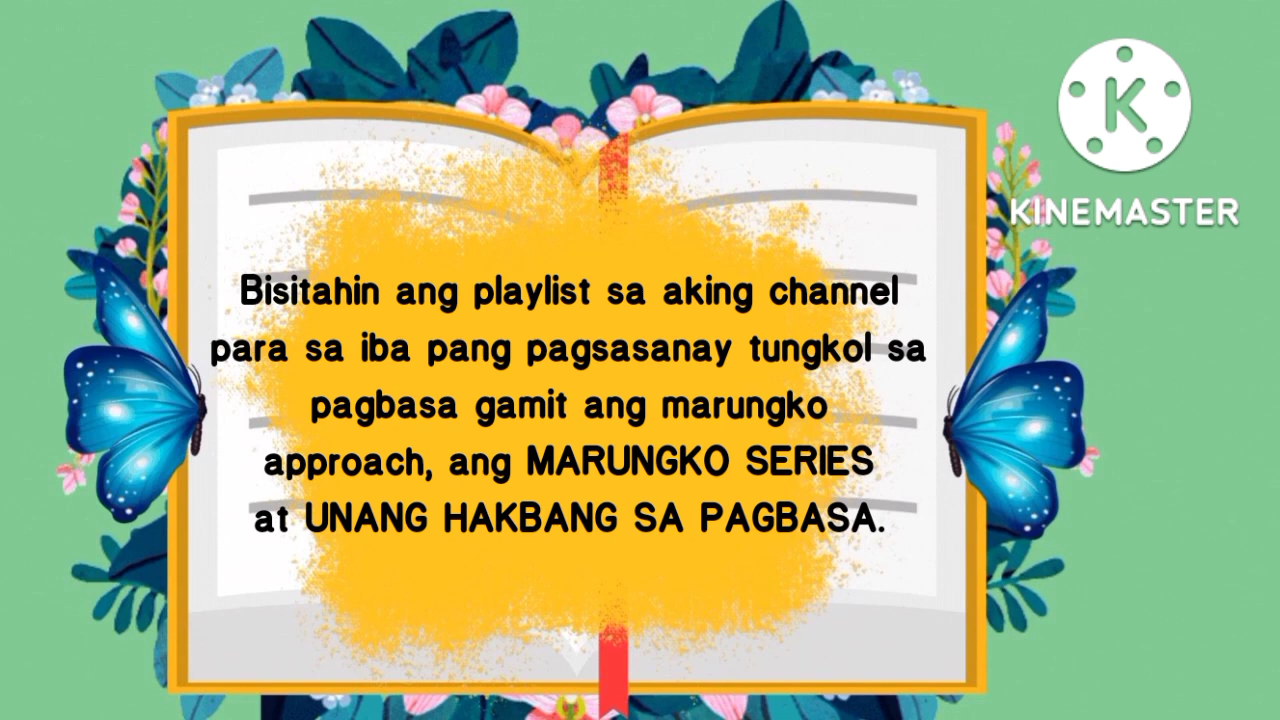 Bisitahin ang playlist sa aking channel
para sa iba pang pagsasanay tungkol sa
pagbasa gamit ang marungko
approach, ang MARUNGKO SERIES
at UNANG HAKBANG SA PAGBASA.
K
KINEMASTER